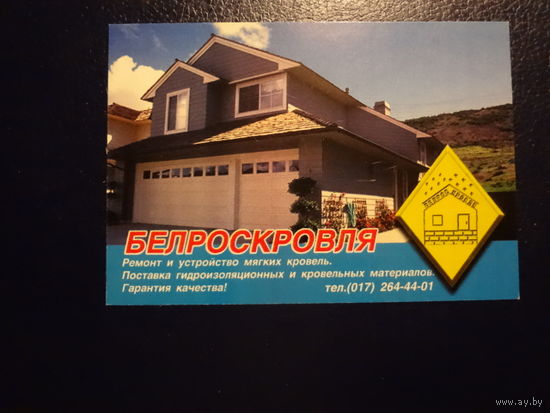 БЕЛРОСКРОВЛЯ
Ремонт и устройство мягких кровель.
Поставка гидроизоляционных и кровельных материалов.
Гарантия качества! тел.(017) 264-44-01
www.ay.by